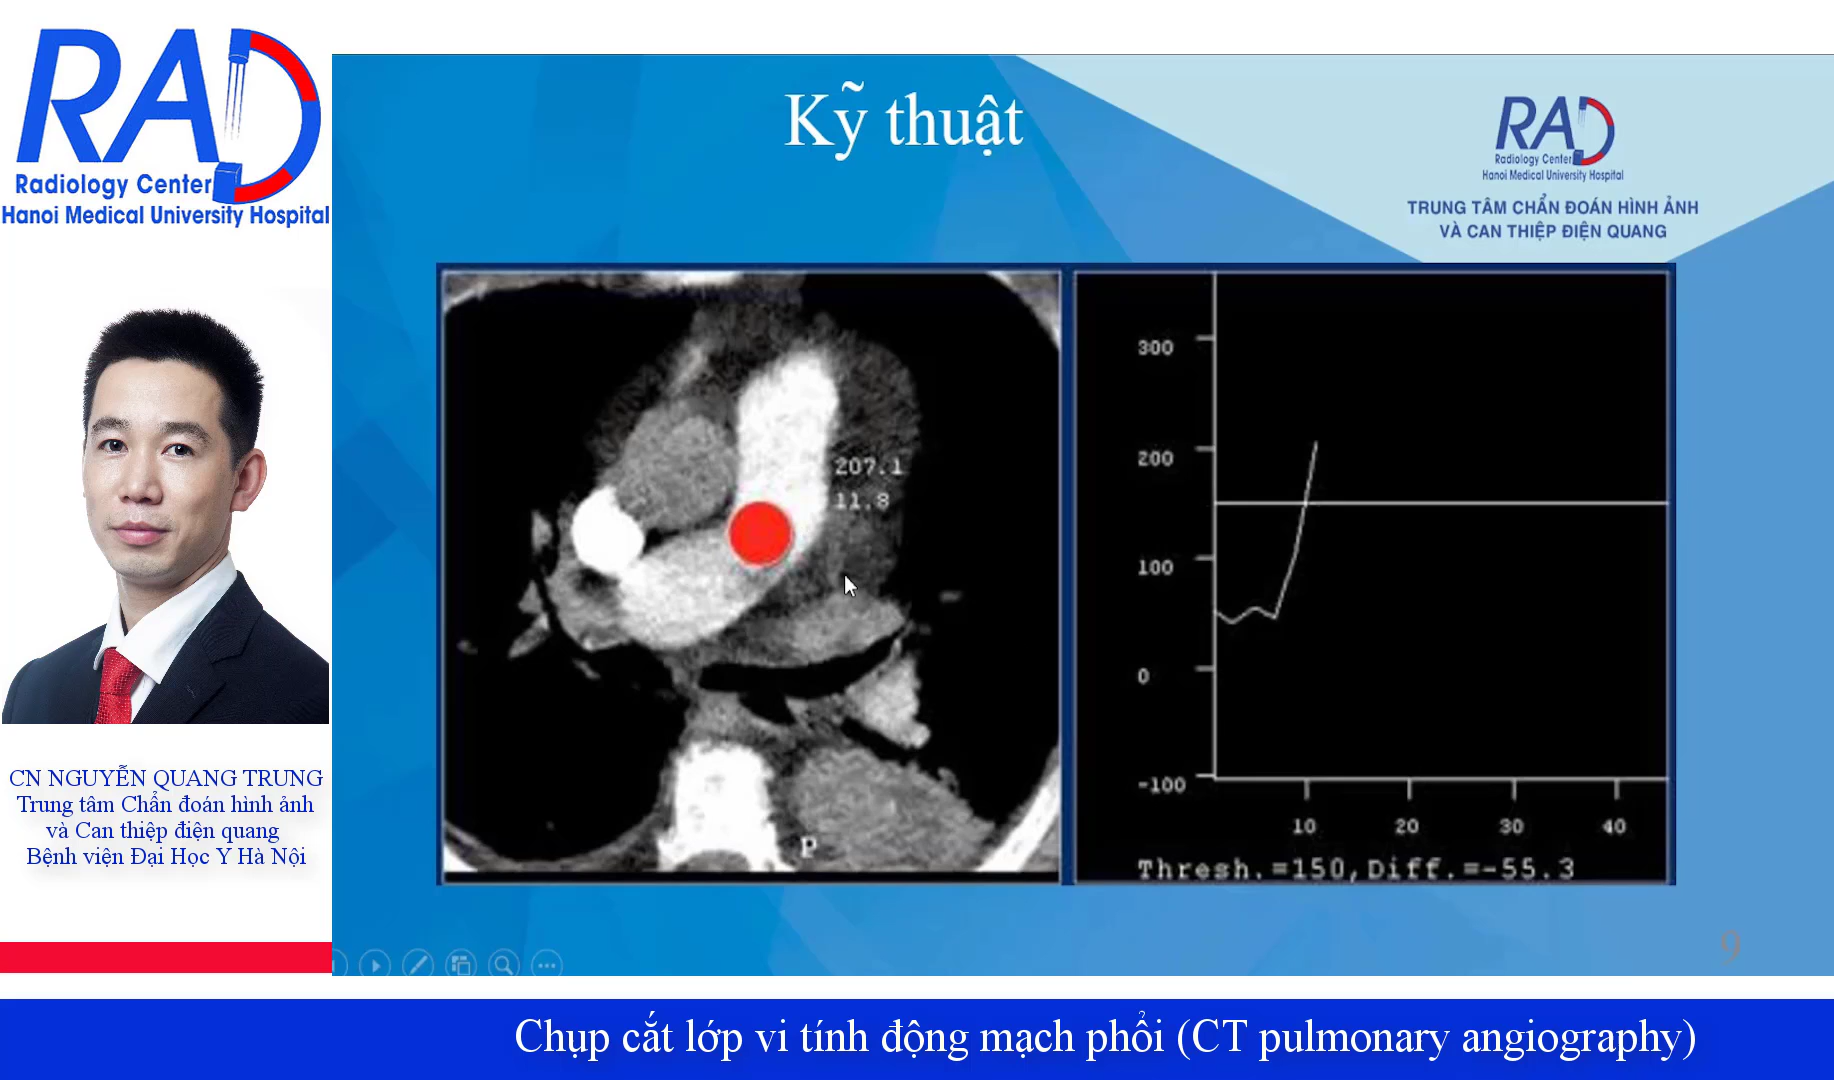 RAD
Radiology Center
Hanoi Medical University Hospital
CN NGUYỄN QUANG TRUNG
Trung tâm Chẩn đoán hình ảnh
và Can thiệp điện quang
Bệnh viện Đại Học Y Hà Nội
Kỹ thuật
RAD
Radiology Center
Hanoi Medical University Hospital
TRUNG TÂM CHẨN ĐOÁN HÌNH ẢNH
VÀ CAN THIỆP ĐIỆN QUANG
207.1
11.8
P
300
200
100
0
-100
10 20 30 40
Thresh.=150,Diff.=-55.3
9
Chụp cắt lớp vi tính động mạch phổi (CT pulmonary angiography)